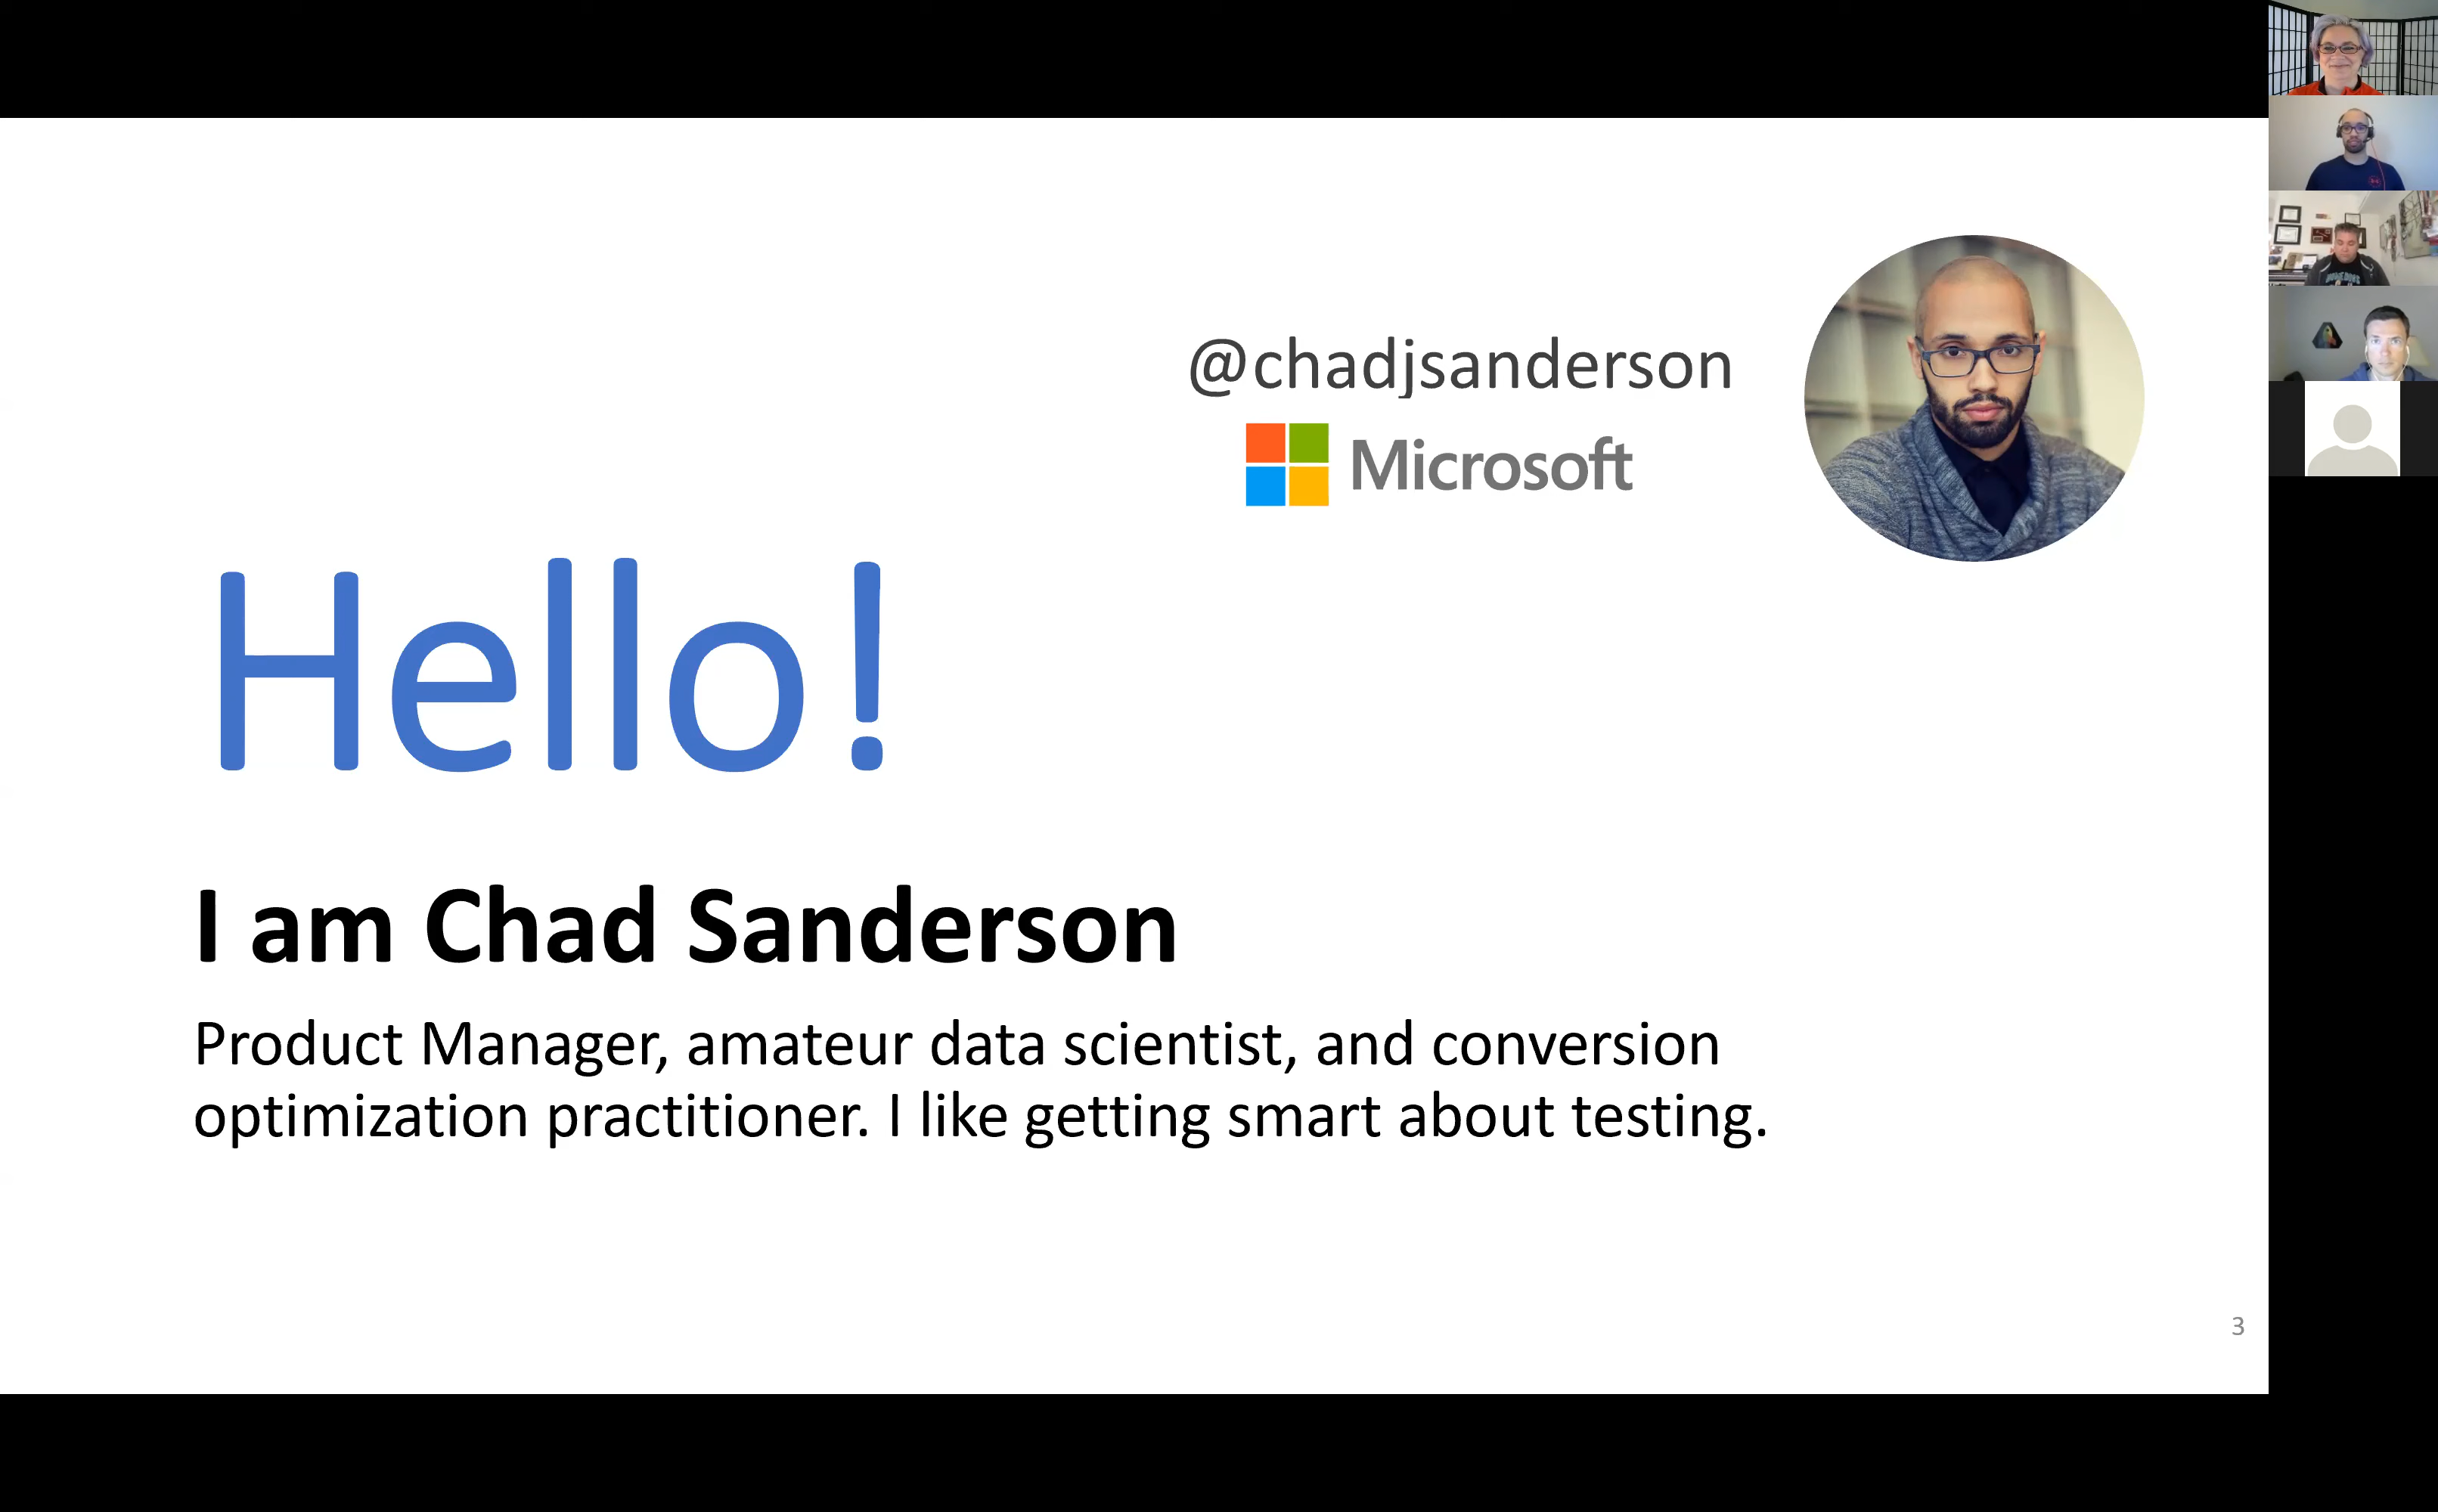 @chadjsanderson
Microsoft
Hello!
I am Chad Sanderson
Product Manager, amateur data scientist, and conversion
optimization practitioner. I like getting smart about testing.
3